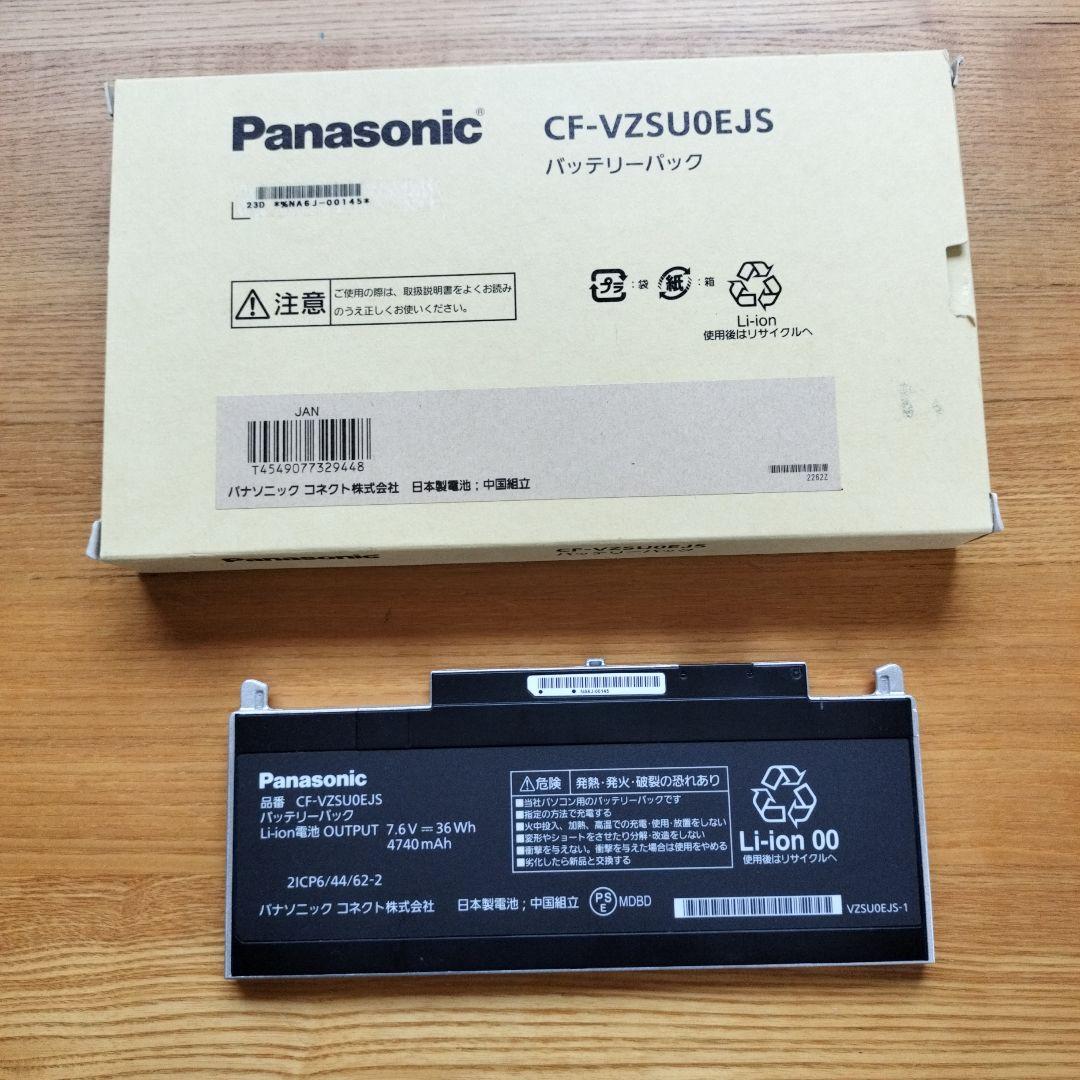 Panasonic®
CF-VZSU0EJS
バッテリーパック
23D *%NA6J-00145*
注意
ご使用の際は、取扱説明書をよくお読み
のうえ正しくお使いください。
プラ:袋 紙:箱
Li-ion
使用後はリサイクルへ
JAN
T4549077329448
パナソニック コネクト株式会社 日本製電池;中国組立
2262Z
Panasonic
CF-VZSU0EJS
バッテリーパック
NA6J-00145
Panasonic
品番 CF-VZSU0EJS
バッテリーパック
Li-ion電池 OUTPUT 7.6V⎓36Wh
4740mAh
2ICP6/44/62-2
パナソニック コネクト株式会社 日本製電池;中国組立
PSE MDBD
危険 発熱・発火・破裂の恐れあり
■当社パソコン用のバッテリーパックです
■指定の方法で充電する
■火中投入、加熱、高温での充電・使用・放置をしない
■変形やショートをさせたり分解・改造をしない
■衝撃を与えない。衝撃を与えた場合は使用をやめる
■劣化したら新品と交換する
Li-ion 00
使用後はリサイクルへ
VZSU0EJS-1